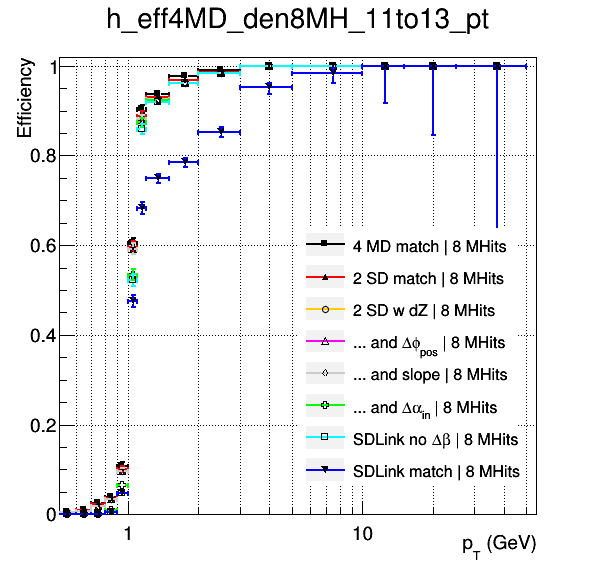 h_eff4MD_den8MH_11to13_pt
Efficiency
1
0.8
0.6
0.4
0.2
0
4 MD match | 8 MHits
2 SD match | 8 MHits
2 SD w dZ | 8 MHits
... and Δϕpos | 8 MHits
... and slope | 8 MHits
... and Δαin | 8 MHits
SDLink no Δβ | 8 MHits
SDLink match | 8 MHits
1 10
pT (GeV)